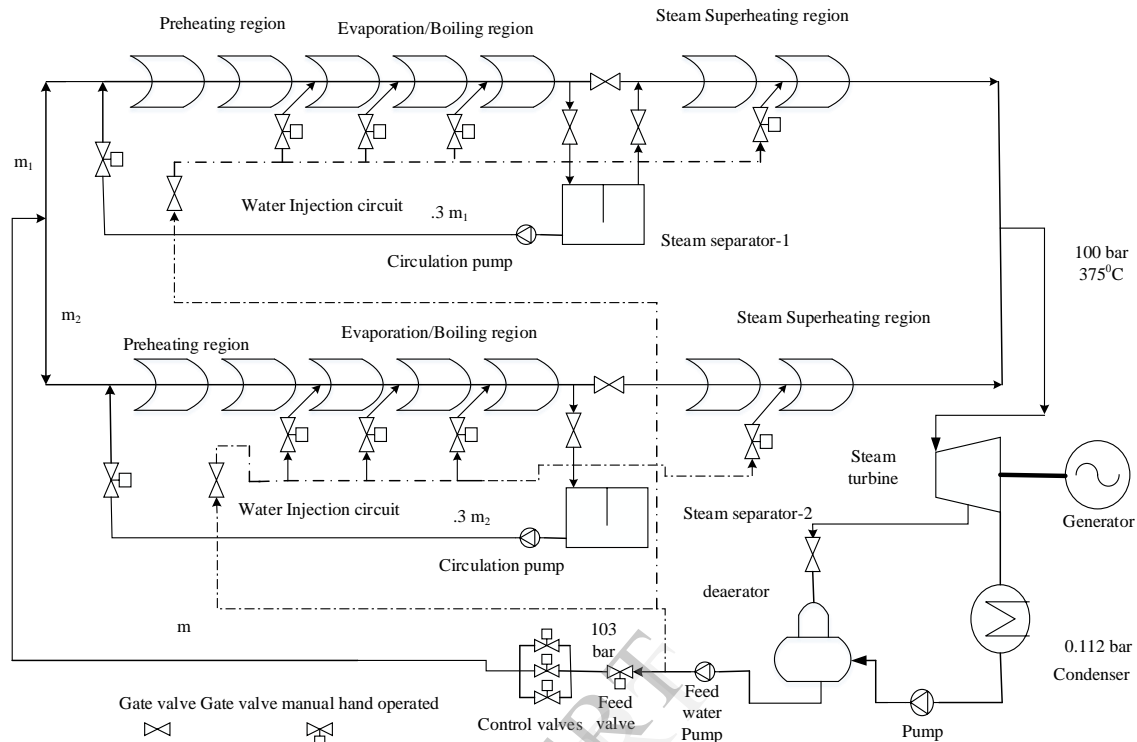 Steam Superheating region
Preheating region
Evaporation/Boiling region
m1
Water Injection circuit
.3 m1
Steam separator-1
Circulation pump
100 bar
375⁰C
m2
Evaporation/Boiling region
Steam Superheating region
Preheating region
Steam
turbine
Water Injection circuit
.3 m2
Steam separator-2
Generator
Circulation pump
deaerator
m
103
bar
0.112 bar
Condenser
Gate valve Gate valve manual hand operated
Control valves
Feed
valve
Feed
water
Pump
Pump
RT